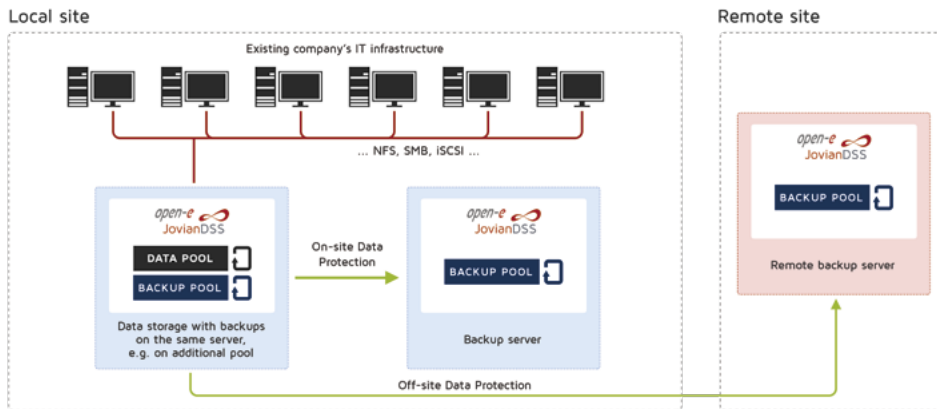 Local site
Remote site
Existing company's IT infrastructure
... NFS, SMB, iSCSI ...
open-e
JovianDSS
DATA POOL
BACKUP POOL
Data storage with backups
on the same server,
e.g. on additional pool
On-site Data
Protection
open-e
JovianDSS
BACKUP POOL
Backup server
open-e
JovianDSS
BACKUP POOL
Remote backup server
Off-site Data Protection